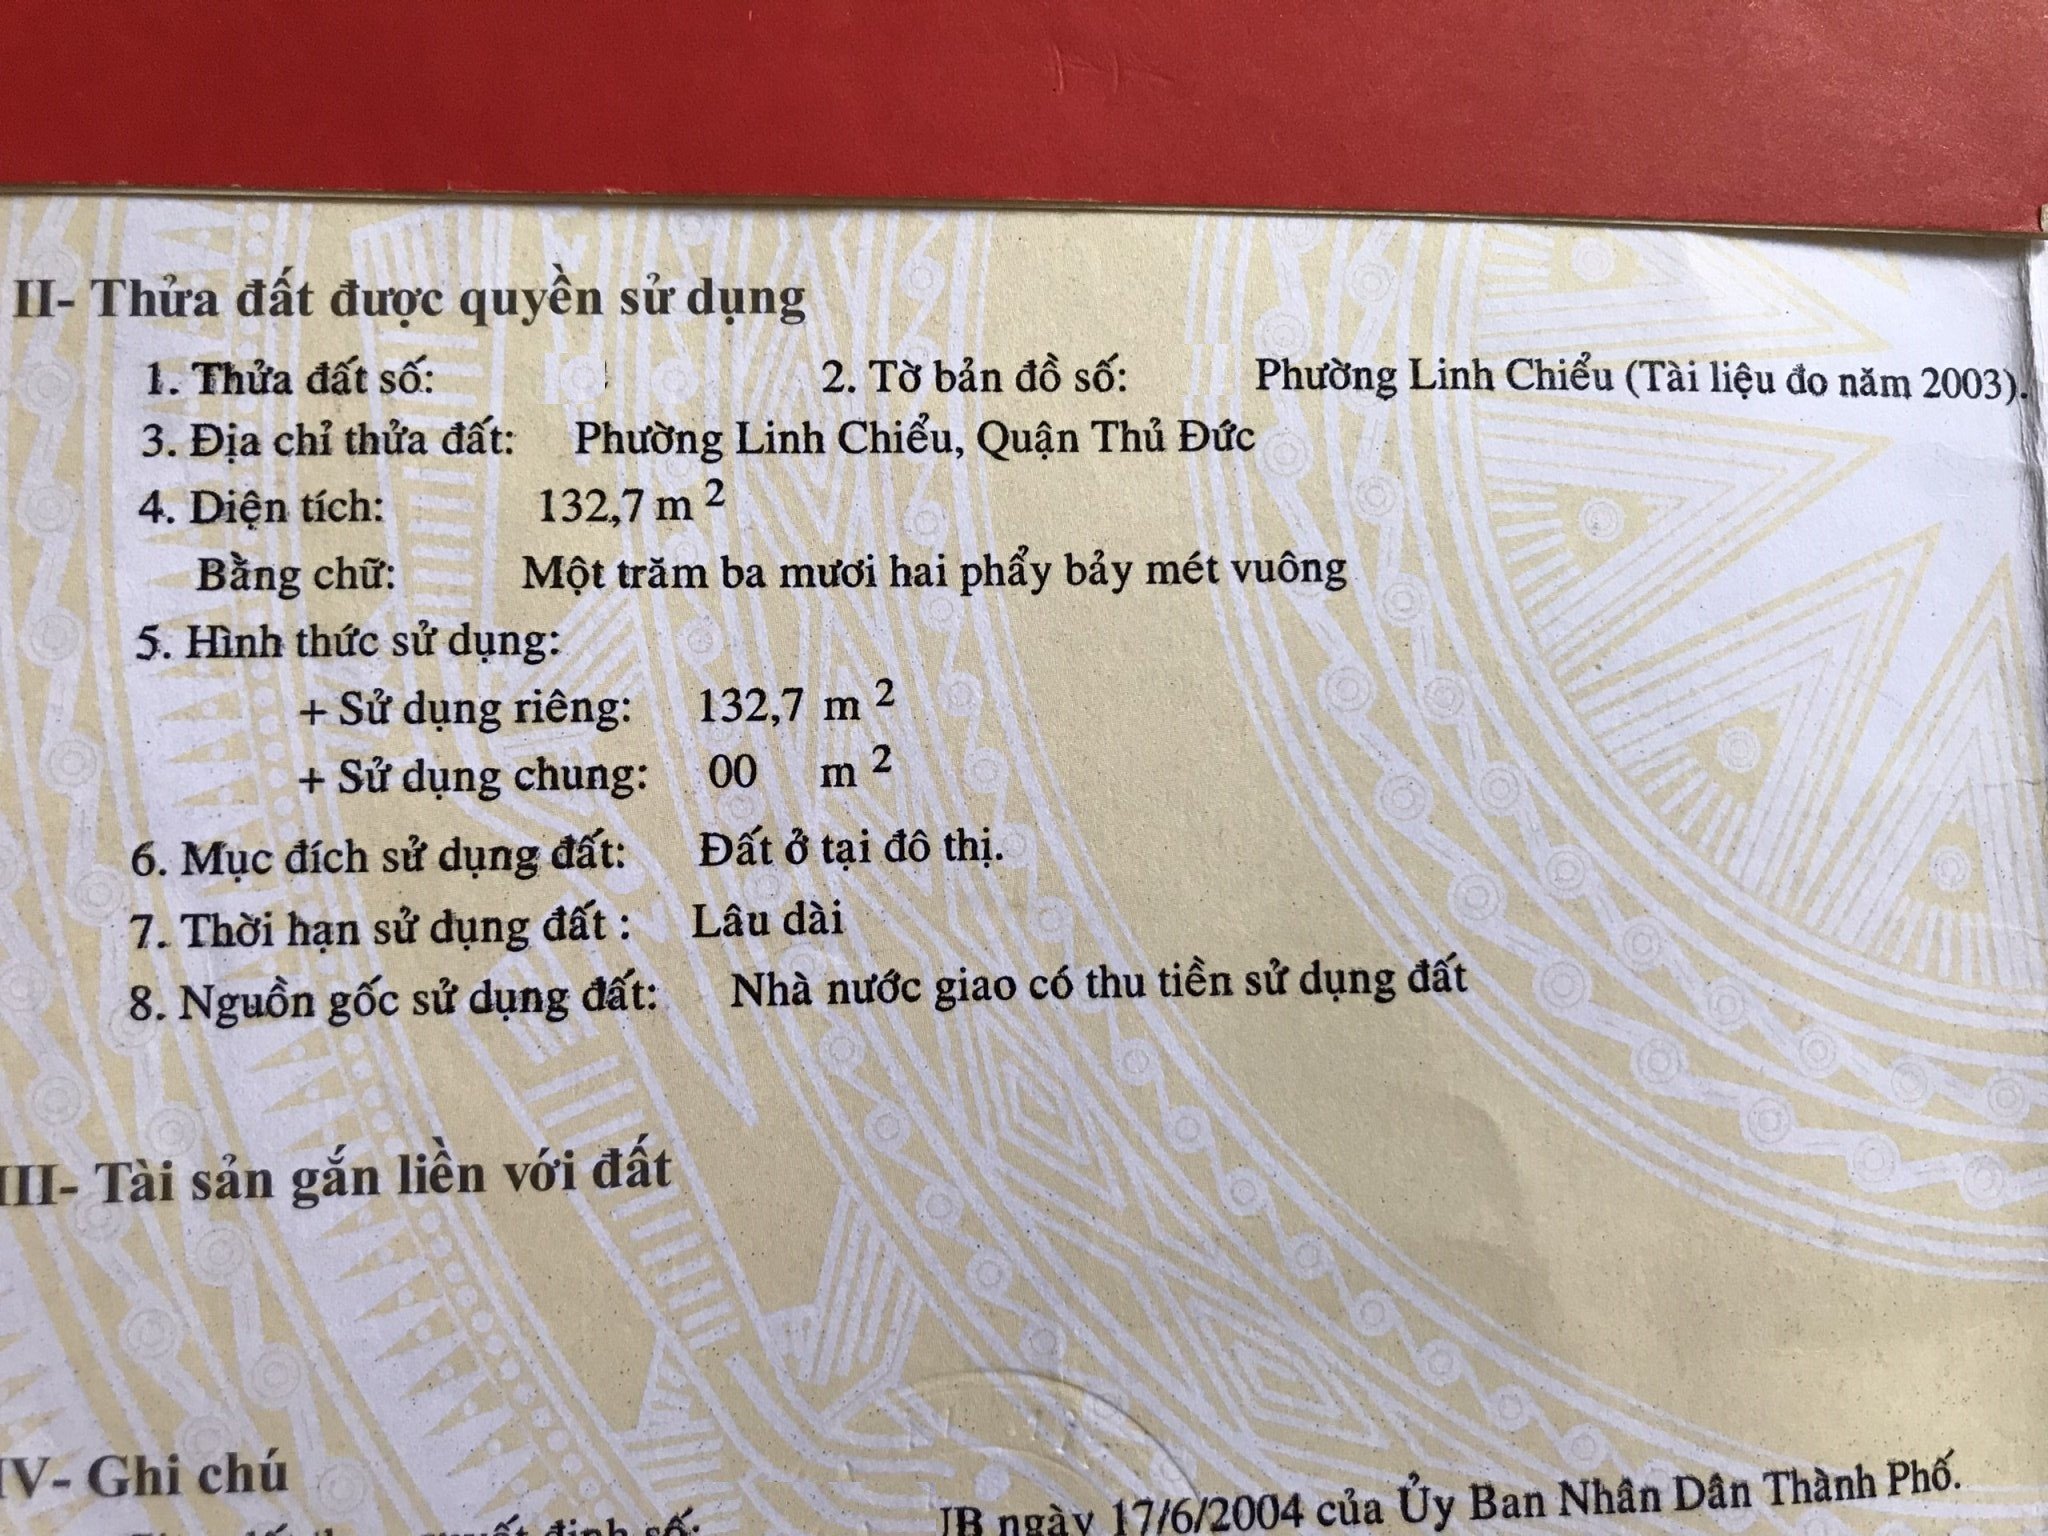 II- Thửa đất được quyền sử dụng
1. Thửa đất số: 2. Tờ bản đồ số: Phường Linh Chiểu (Tài liệu đo năm 2003).
3. Địa chỉ thửa đất: Phường Linh Chiểu, Quận Thủ Đức
4. Diện tích: 132,7 m 2
Bằng chữ: Một trăm ba mươi hai phẩy bảy mét vuông
5. Hình thức sử dụng:
+ Sử dụng riêng: 132,7 m 2
+ Sử dụng chung: 00 m 2
6. Mục đích sử dụng đất: Đất ở tại đô thị.
7. Thời hạn sử dụng đất : Lâu dài
8. Nguồn gốc sử dụng đất: Nhà nước giao có thu tiền sử dụng đất
III- Tài sản gắn liền với đất
IV- Ghi chú
định số: UB ngày 17/6/2004 của Ủy Ban Nhân Dân Thành Phố.